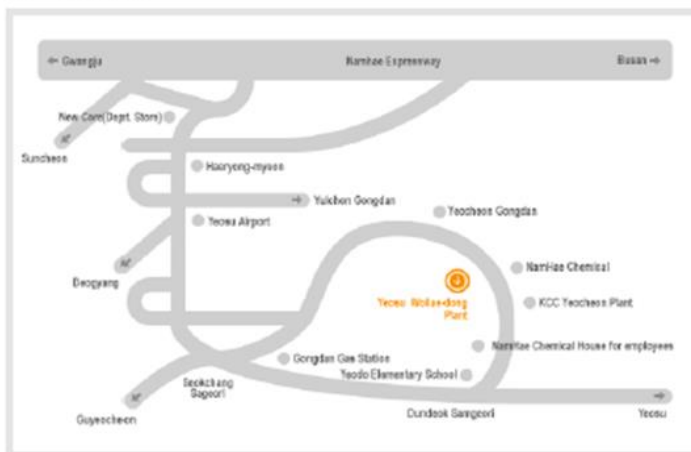 ← Gwangju
Namhae Expressway
Busan →
New Core(Dept. Store)
Suncheon
Haeryong-myeon
Yulchon Gongdan
Yeosu Airport
Yeocheon Gongdan
Deogyang
NamHae Chemical
Yeosu Wollae-dong
Plant
KCC Yeocheon Plant
NamHae Chemical House for employees
Gongdan Gas Station
Yeodo Elementary School
Seokchang
Sageori
Guyeocheon
Dundeok Samgeori
Yeosu